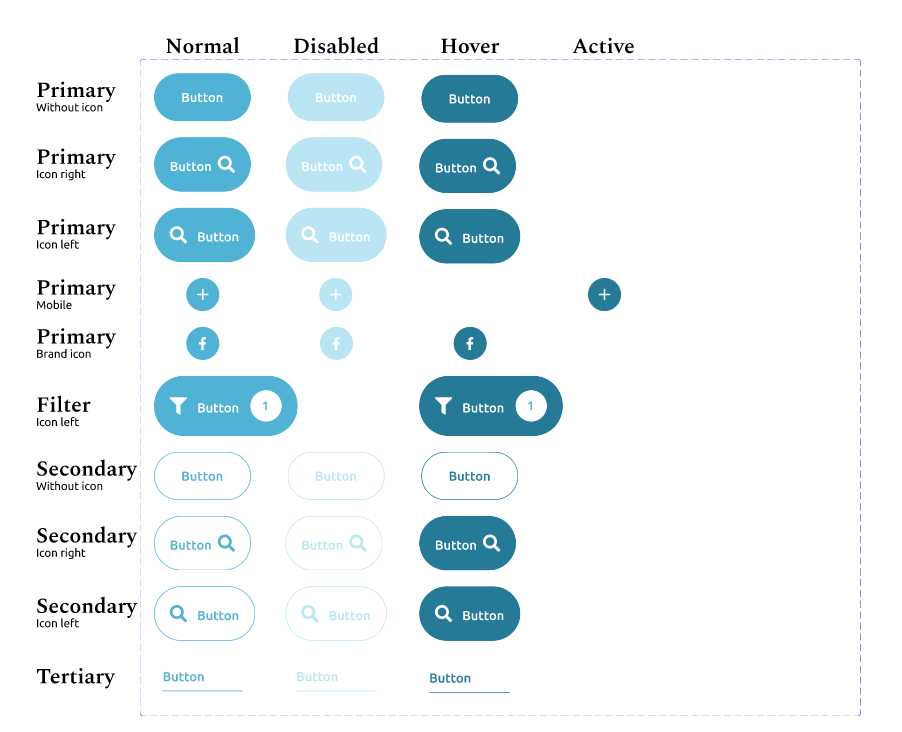 Normal Disabled Hover Active
Primary
Without icon
Button Button Button
Primary
Icon right
Button Button Button
Primary
Icon left
Button Button Button
Primary
Mobile
Primary
Brand icon
Filter
Icon left
Button 1 Button 1
Secondary
Without icon
Button Button Button
Secondary
Icon right
Button Button Button
Secondary
Icon left
Button Button Button
Tertiary
Button Button Button